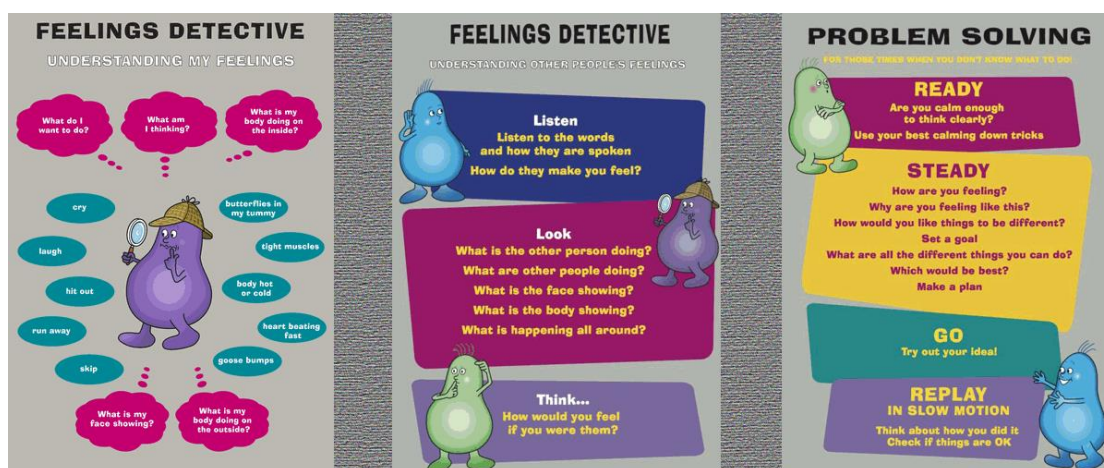 FEELINGS DETECTIVE
UNDERSTANDING MY FEELINGS
What do I
want to do?
What am
I thinking?
What is my
body doing on
the inside?
cry
laugh
hit out
run away
skip
butterflies in
my tummy
tight muscles
body hot
or cold
heart beating
fast
goose bumps
What is my
face showing?
What is my
body doing on
the outside?
FEELINGS DETECTIVE
UNDERSTANDING OTHER PEOPLE'S FEELINGS
Listen
Listen to the words
and how they are spoken
How do they make you feel?
Look
What is the other person doing?
What are other people doing?
What is the face showing?
What is the body showing?
What is happening all around?
Think...
How would you feel
if you were them?
PROBLEM SOLVING
FOR THOSE TIMES WHEN YOU DON'T KNOW WHAT TO DO!
READY
Are you calm enough
to think clearly?
Use your best calming down tricks
STEADY
How are you feeling?
Why are you feeling like this?
How would you like things to be different?
Set a goal
What are all the different things you can do?
Which would be best?
Make a plan
GO
Try out your idea!
REPLAY
IN SLOW MOTION
Think about how you did it
Check if things are OK